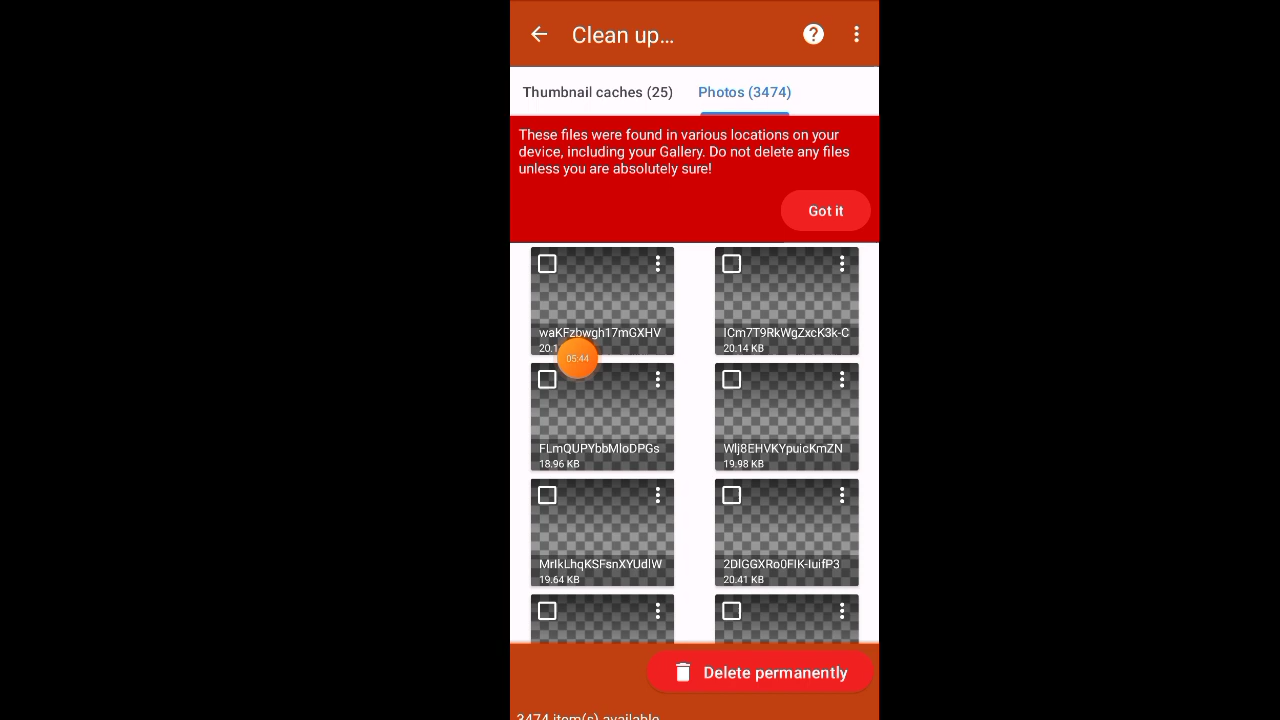 Clean up...
Thumbnail caches (25)
Photos (3474)
These files were found in various locations on your
device, including your Gallery. Do not delete any files
unless you are absolutely sure!
Got it
waKFzbwgh17mGXHV
20.1
05:44
ICm7T9RkWgZxcK3k-C
20.14 KB
FLmQUPYbbMloDPGs
18.96 KB
Wlj8EHVKYpuicKmZN
19.98 KB
MrIkLhqKSFsnXYUdlW
19.64 KB
2DlGGXRo0FIK-IuifP3
20.41 KB
Delete permanently
3474 item(s) available